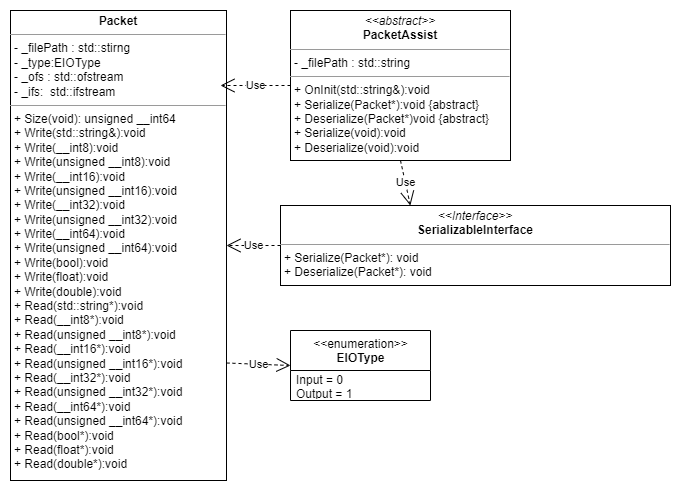 Packet
- _filePath : std::stirng
- _type:EIOType
- _ofs : std::ofstream
- _ifs:  std::ifstream
+ Size(void): unsigned __int64
+ Write(std::string&):void
+ Write(__int8):void
+ Write(unsigned __int8):void
+ Write(__int16):void
+ Write(unsigned __int16):void
+ Write(__int32):void
+ Write(unsigned __int32):void
+ Write(__int64):void
+ Write(unsigned __int64):void
+ Write(bool):void
+ Write(float):void
+ Write(double):void
+ Read(std::string*):void
+ Read(__int8*):void
+ Read(unsigned __int8*):void
+ Read(__int16*):void
+ Read(unsigned __int16*):void
+ Read(__int32*):void
+ Read(unsigned __int32*):void
+ Read(__int64*):void
+ Read(unsigned __int64*):void
+ Read(bool*):void
+ Read(float*):void
+ Read(double*):void
Use
<<abstract>>
PacketAssist
- _filePath : std::string
+ OnInit(std::string&):void
+ Serialize(Packet*):void {abstract}
+ Deserialize(Packet*)void {abstract}
+ Serialize(void):void
+ Deserialize(void):void
Use
Use
<<Interface>>
SerializableInterface
+ Serialize(Packet*): void
+ Deserialize(Packet*): void
Use
<<enumeration>>
EIOType
Input = 0
Output = 1